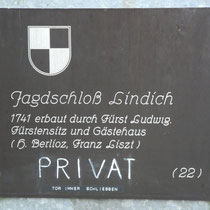 Jagdschloß Lindich
1741 erbaut durch Fürst Ludwig.
Fürstensitz und Gästehaus
(H. Berlioz, Franz Liszt)
PRIVAT (22)
TOR IMMER SCHLIESSEN